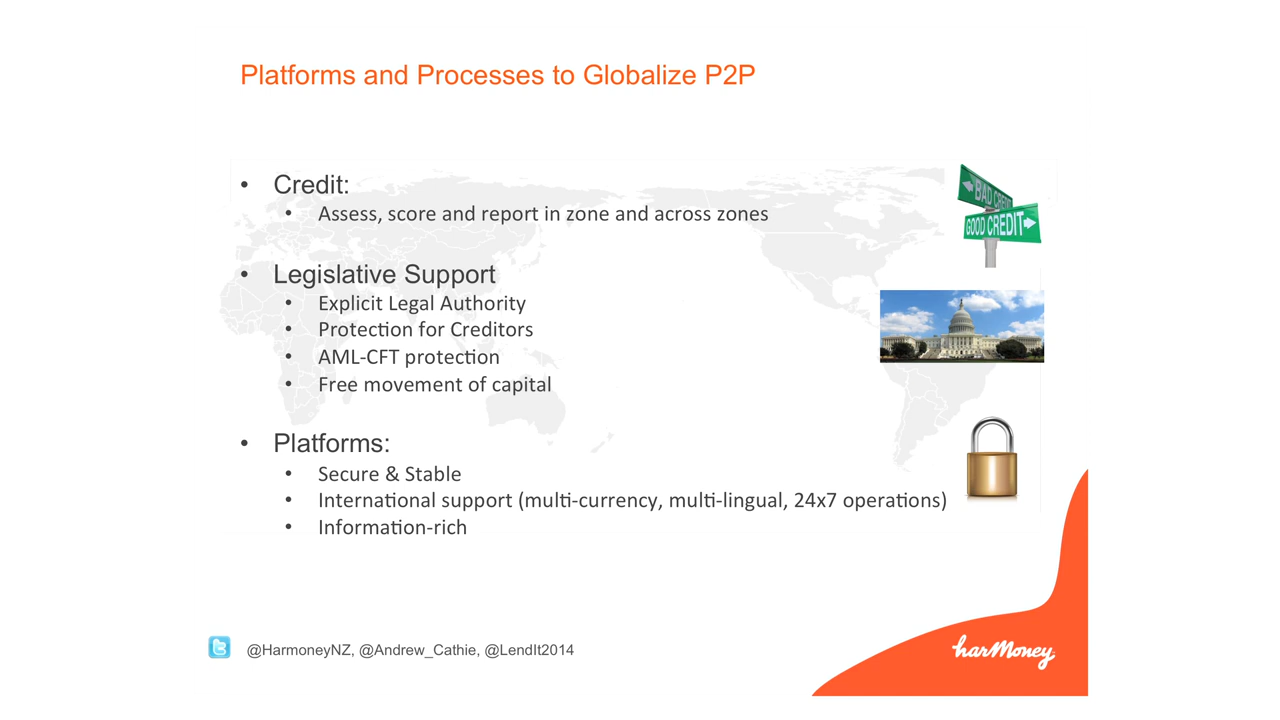 Platforms and Processes to Globalize P2P
• Credit:
• Assess, score and report in zone and across zones
BAD CREDIT
GOOD CREDIT
• Legislative Support
• Explicit Legal Authority
• Protection for Creditors
• AML-CFT protection
• Free movement of capital
• Platforms:
• Secure & Stable
• International support (multi-currency, multi-lingual, 24x7 operations)
• Information-rich
@HarmoneyNZ, @Andrew_Cathie, @LendIt2014
harMoney